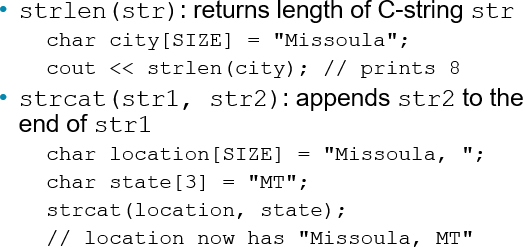 • strlen(str): returns length of C-string str
char city[SIZE] = "Missoula";
cout << strlen(city); // prints 8
• strcat(str1, str2): appends str2 to the
end of str1
char location[SIZE] = "Missoula, ";
char state[3] = "MT";
strcat(location, state);
// location now has "Missoula, MT"